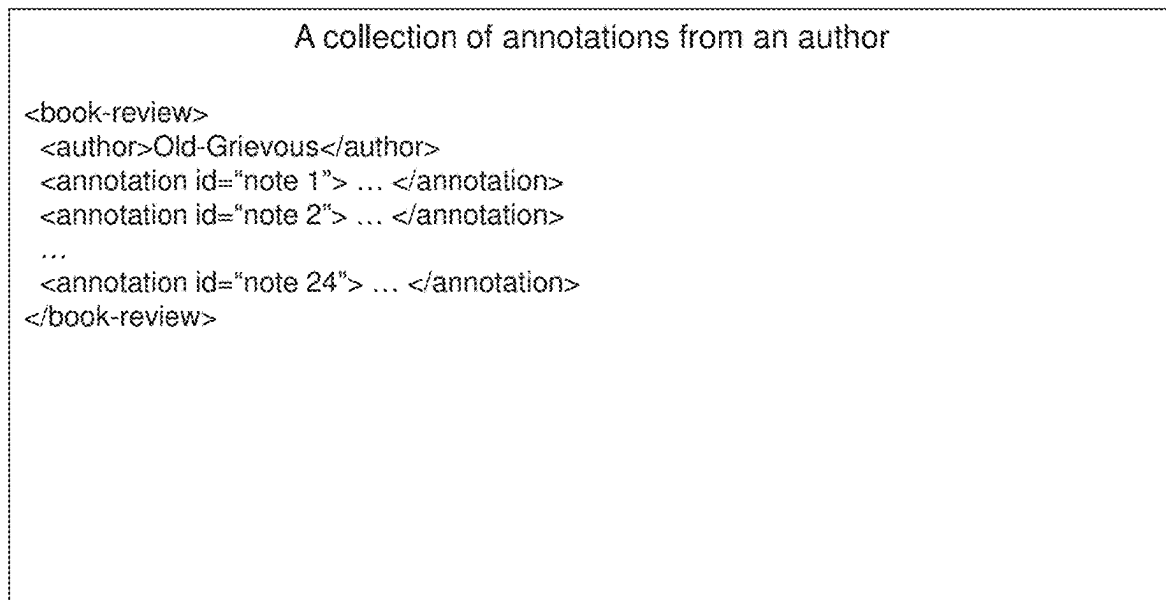 A collection of annotations from an author
<book-review>
<author>Old-Grievous</author>
<annotation id=“note 1”> ... </annotation>
<annotation id=“note 2”> ... </annotation>
...
<annotation id=“note 24”> ... </annotation>
</book-review>